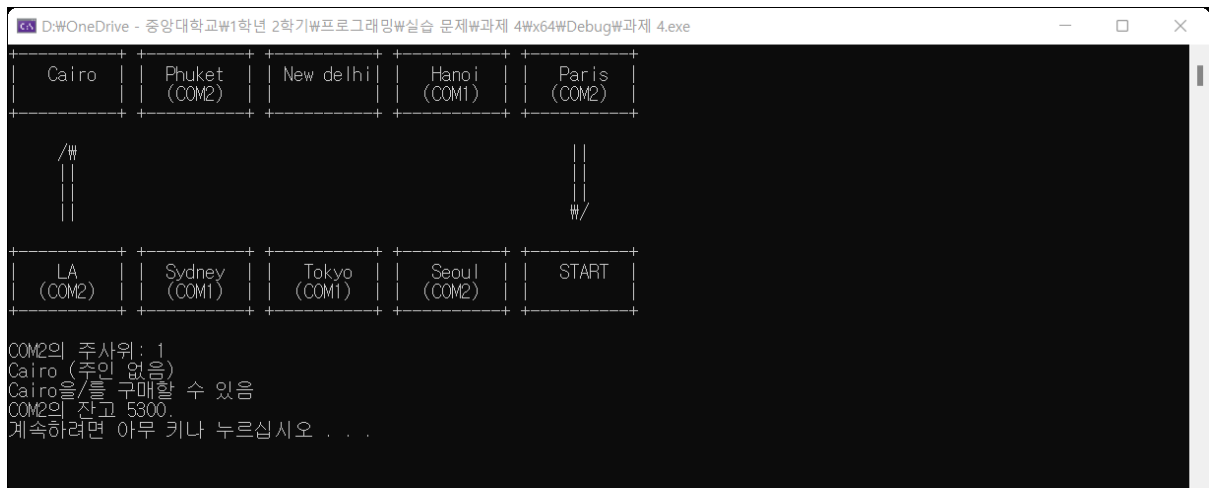 D:₩OneDrive - 중앙대학교₩1학년 2학기₩프로그래밍₩실습 문제₩과제 4₩x64₩Debug₩과제 4.exe
+----------+ +----------+ +----------+ +----------+ +----------+
|   Cairo  | |  Phuket  | | New delhi| |   Hanoi  | |   Paris  |
|          | |  (COM2)  | |          | |  (COM1)  | |  (COM2)  |
+----------+ +----------+ +----------+ +----------+ +----------+
/₩ ||
|| ||
|| ||
|| ₩/
+----------+ +----------+ +----------+ +----------+ +----------+
|    LA    | |  Sydney  | |   Tokyo  | |   Seoul  | |   START  |
|  (COM2)  | |  (COM1)  | |  (COM1)  | |  (COM2)  | |          |
+----------+ +----------+ +----------+ +----------+ +----------+
COM2의 주사위: 1
Cairo (주인 없음)
Cairo을/를 구매할 수 있음
COM2의 잔고 5300.
계속하려면 아무 키나 누르십시오 . . .